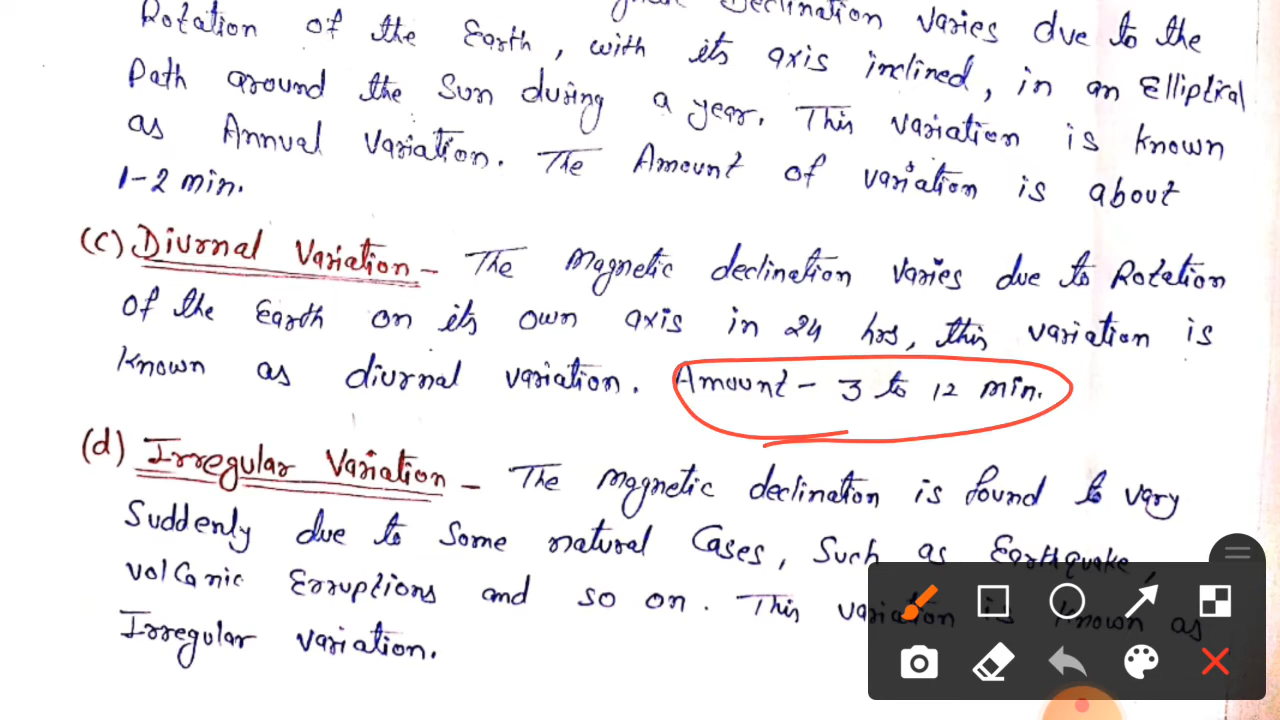 Declination varies due to the
Rotation of the Earth, with its axis inclined, in an Elliptical
Path around the Sun during a year. This variation is known
as Annual Variation. The Amount of variation is about
1-2 min.
(c) Diurnal Variation - The Magnetic declination varies due to Rotation
of the Earth on its own axis in 24 hrs, this variation is
known as diurnal variation. Amount - 3 to 12 min.
(d) Irregular Variation - The Magnetic declination is found to vary
Suddenly due to Some natural Cases, Such as Earthquake,
volcanic Erruptions and so on. This variation is known as
Irregular variation.